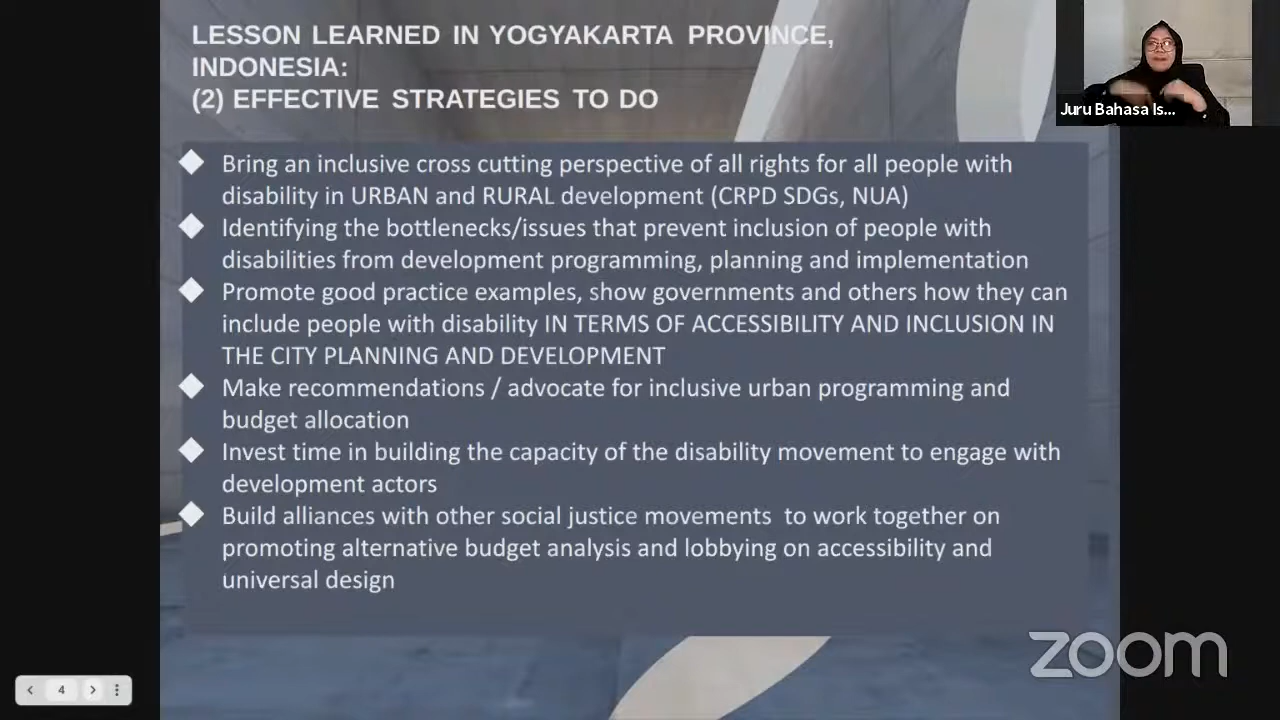 LESSON LEARNED IN YOGYAKARTA PROVINCE,
INDONESIA:
(2) EFFECTIVE STRATEGIES TO DO
Juru Bahasa Is...
Bring an inclusive cross cutting perspective of all rights for all people with
disability in URBAN and RURAL development (CRPD SDGs, NUA)
Identifying the bottlenecks/issues that prevent inclusion of people with
disabilities from development programming, planning and implementation
Promote good practice examples, show governments and others how they can
include people with disability IN TERMS OF ACCESSIBILITY AND INCLUSION IN
THE CITY PLANNING AND DEVELOPMENT
Make recommendations / advocate for inclusive urban programming and
budget allocation
Invest time in building the capacity of the disability movement to engage with
development actors
Build alliances with other social justice movements to work together on
promoting alternative budget analysis and lobbying on accessibility and
universal design
zoom
4